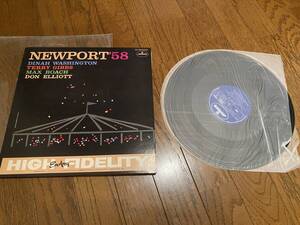 NEWPORT '58
DINAH WASHINGTON
TERRY GIBBS
MAX ROACH
DON ELLIOTT
HIGH FIDELITY